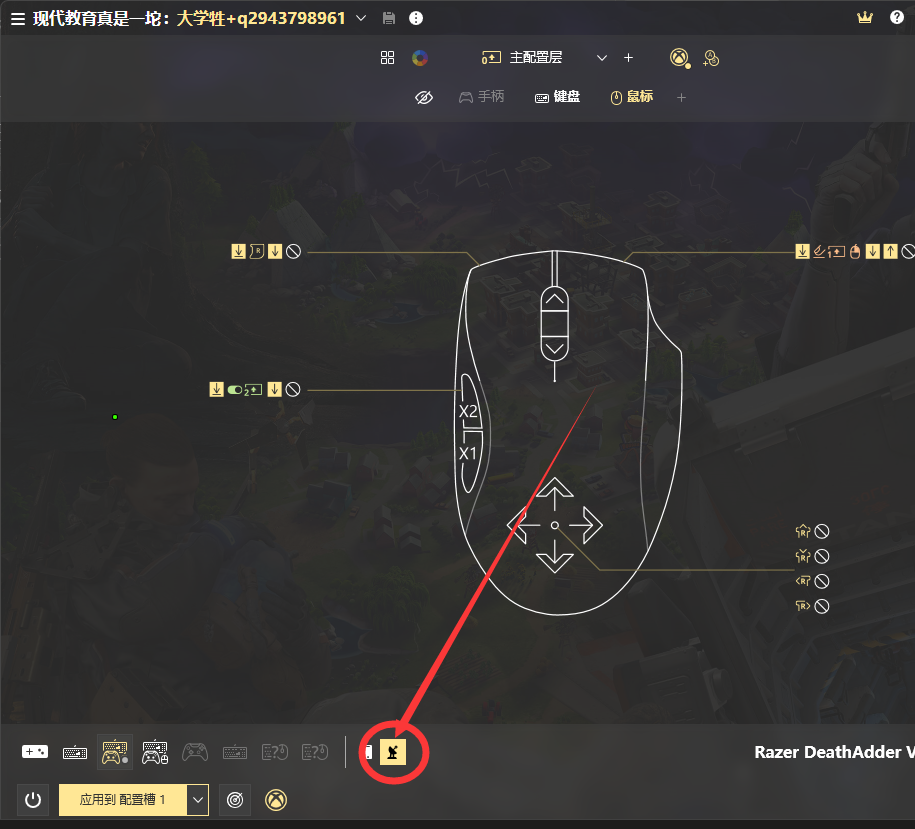 现代教育真是一坨：大学牲+q2943798961
主配置层
手柄 键盘 鼠标
X2
X1
Razer DeathAdder V
应用到 配置槽 1